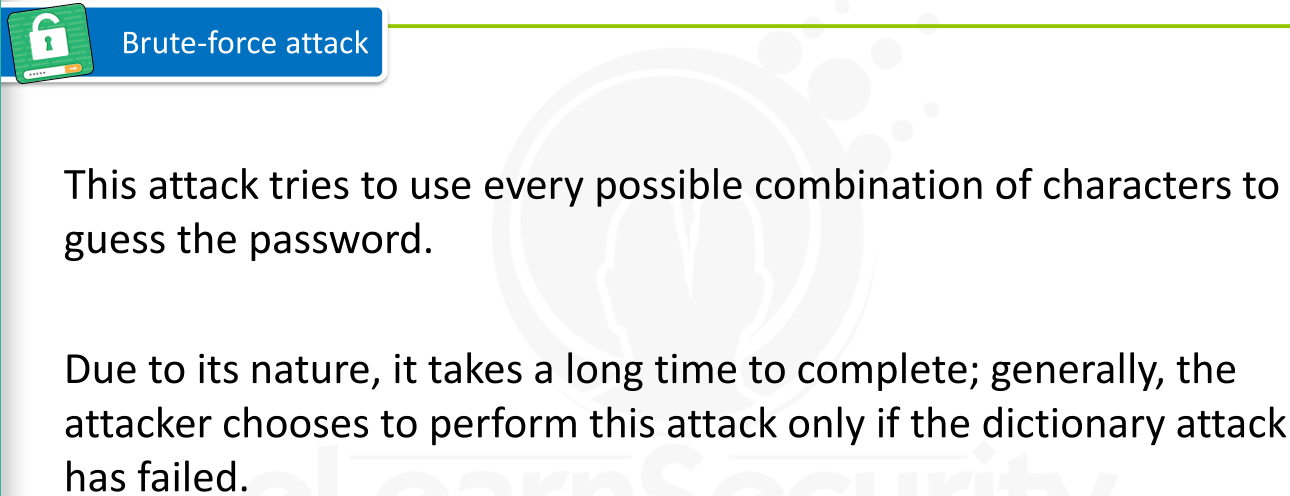 Brute-force attack
This attack tries to use every possible combination of characters to
guess the password.
Due to its nature, it takes a long time to complete; generally, the
attacker chooses to perform this attack only if the dictionary attack
has failed.
eLearnSecurity